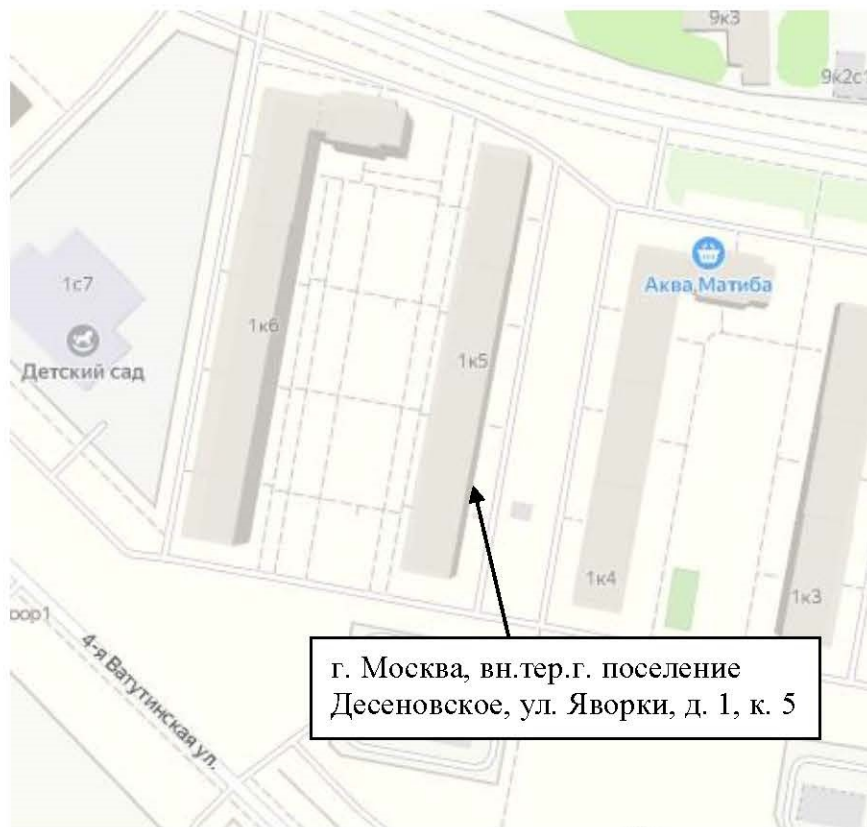 9к3
9к2с1
Аква Матиба
1с7
1к6
1к5
Детский сад
1к4
1к3
4-я Ватутинская ул.
г. Москва, вн.тер.г. поселение
Десеновское, ул. Яворки, д. 1, к. 5